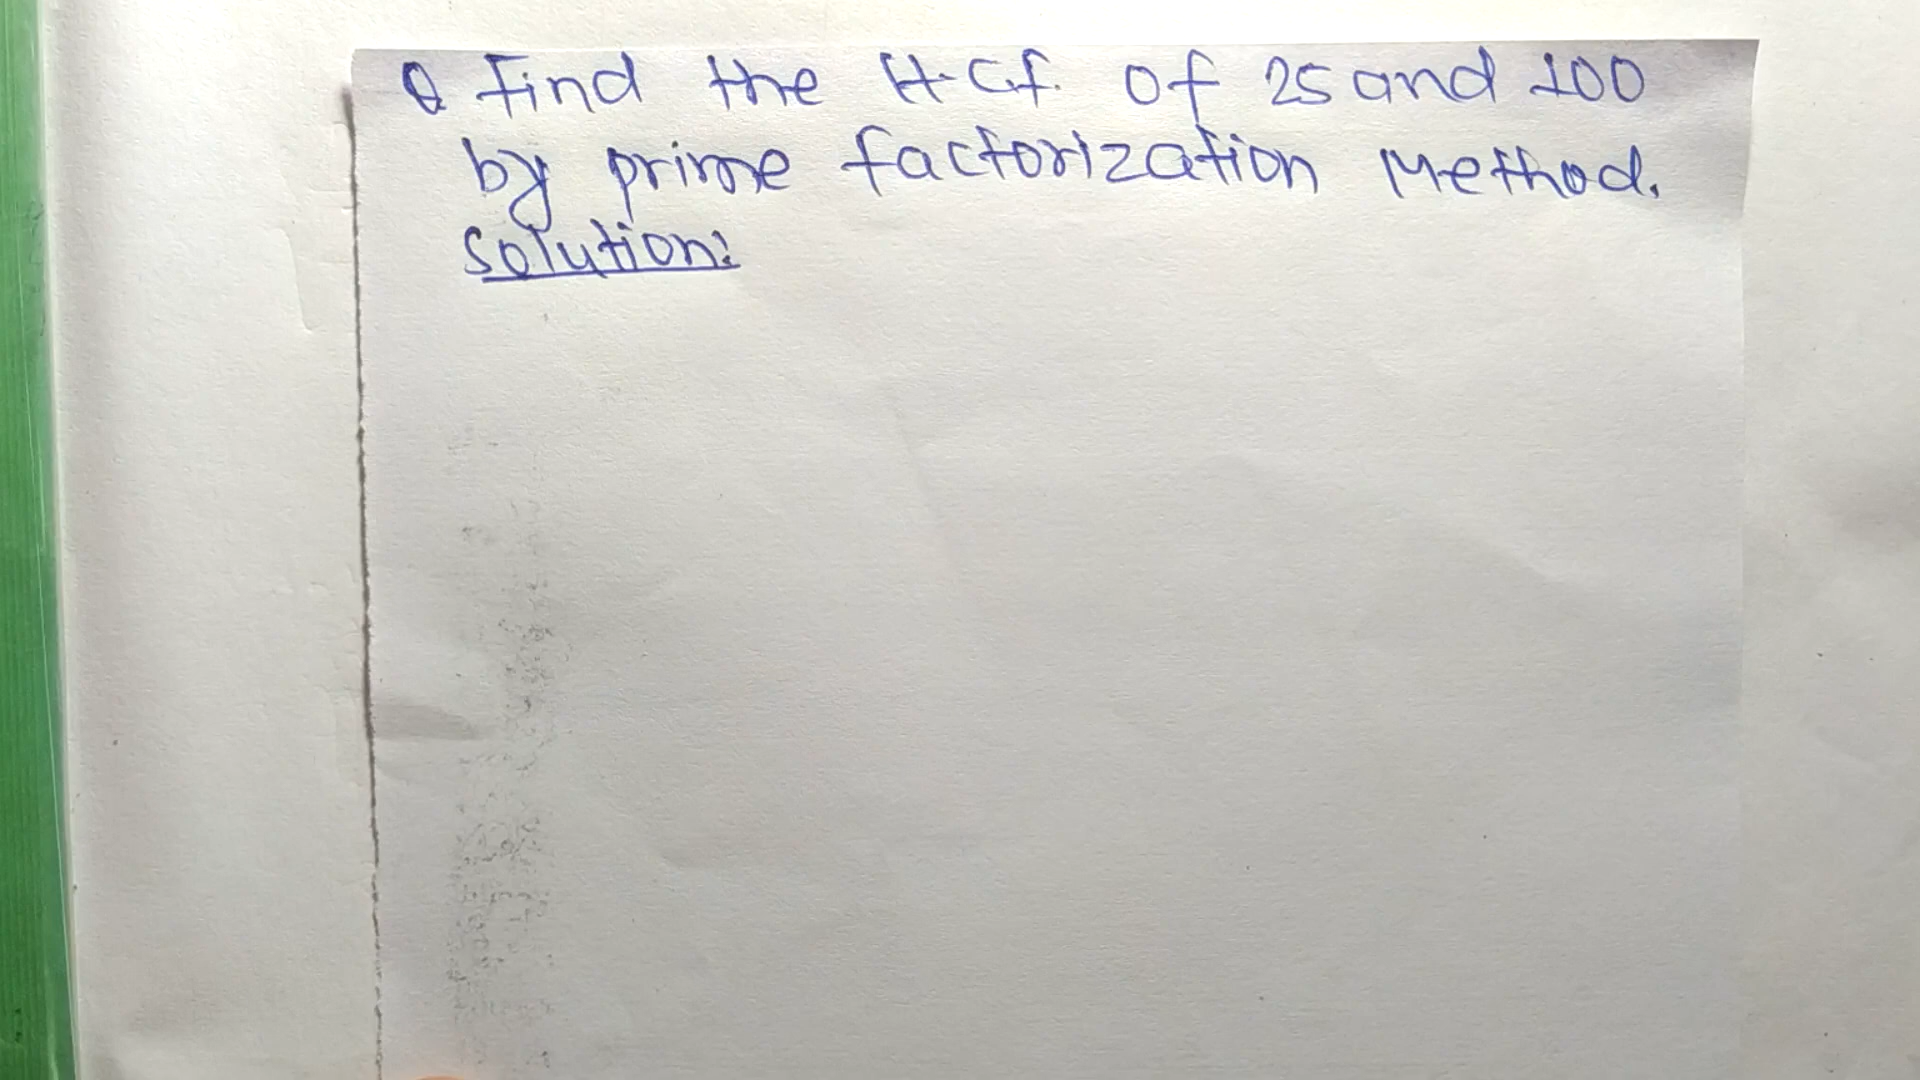 Q Find the H.C.f. of 25 and 100
by prime factorization Method.
Solution: